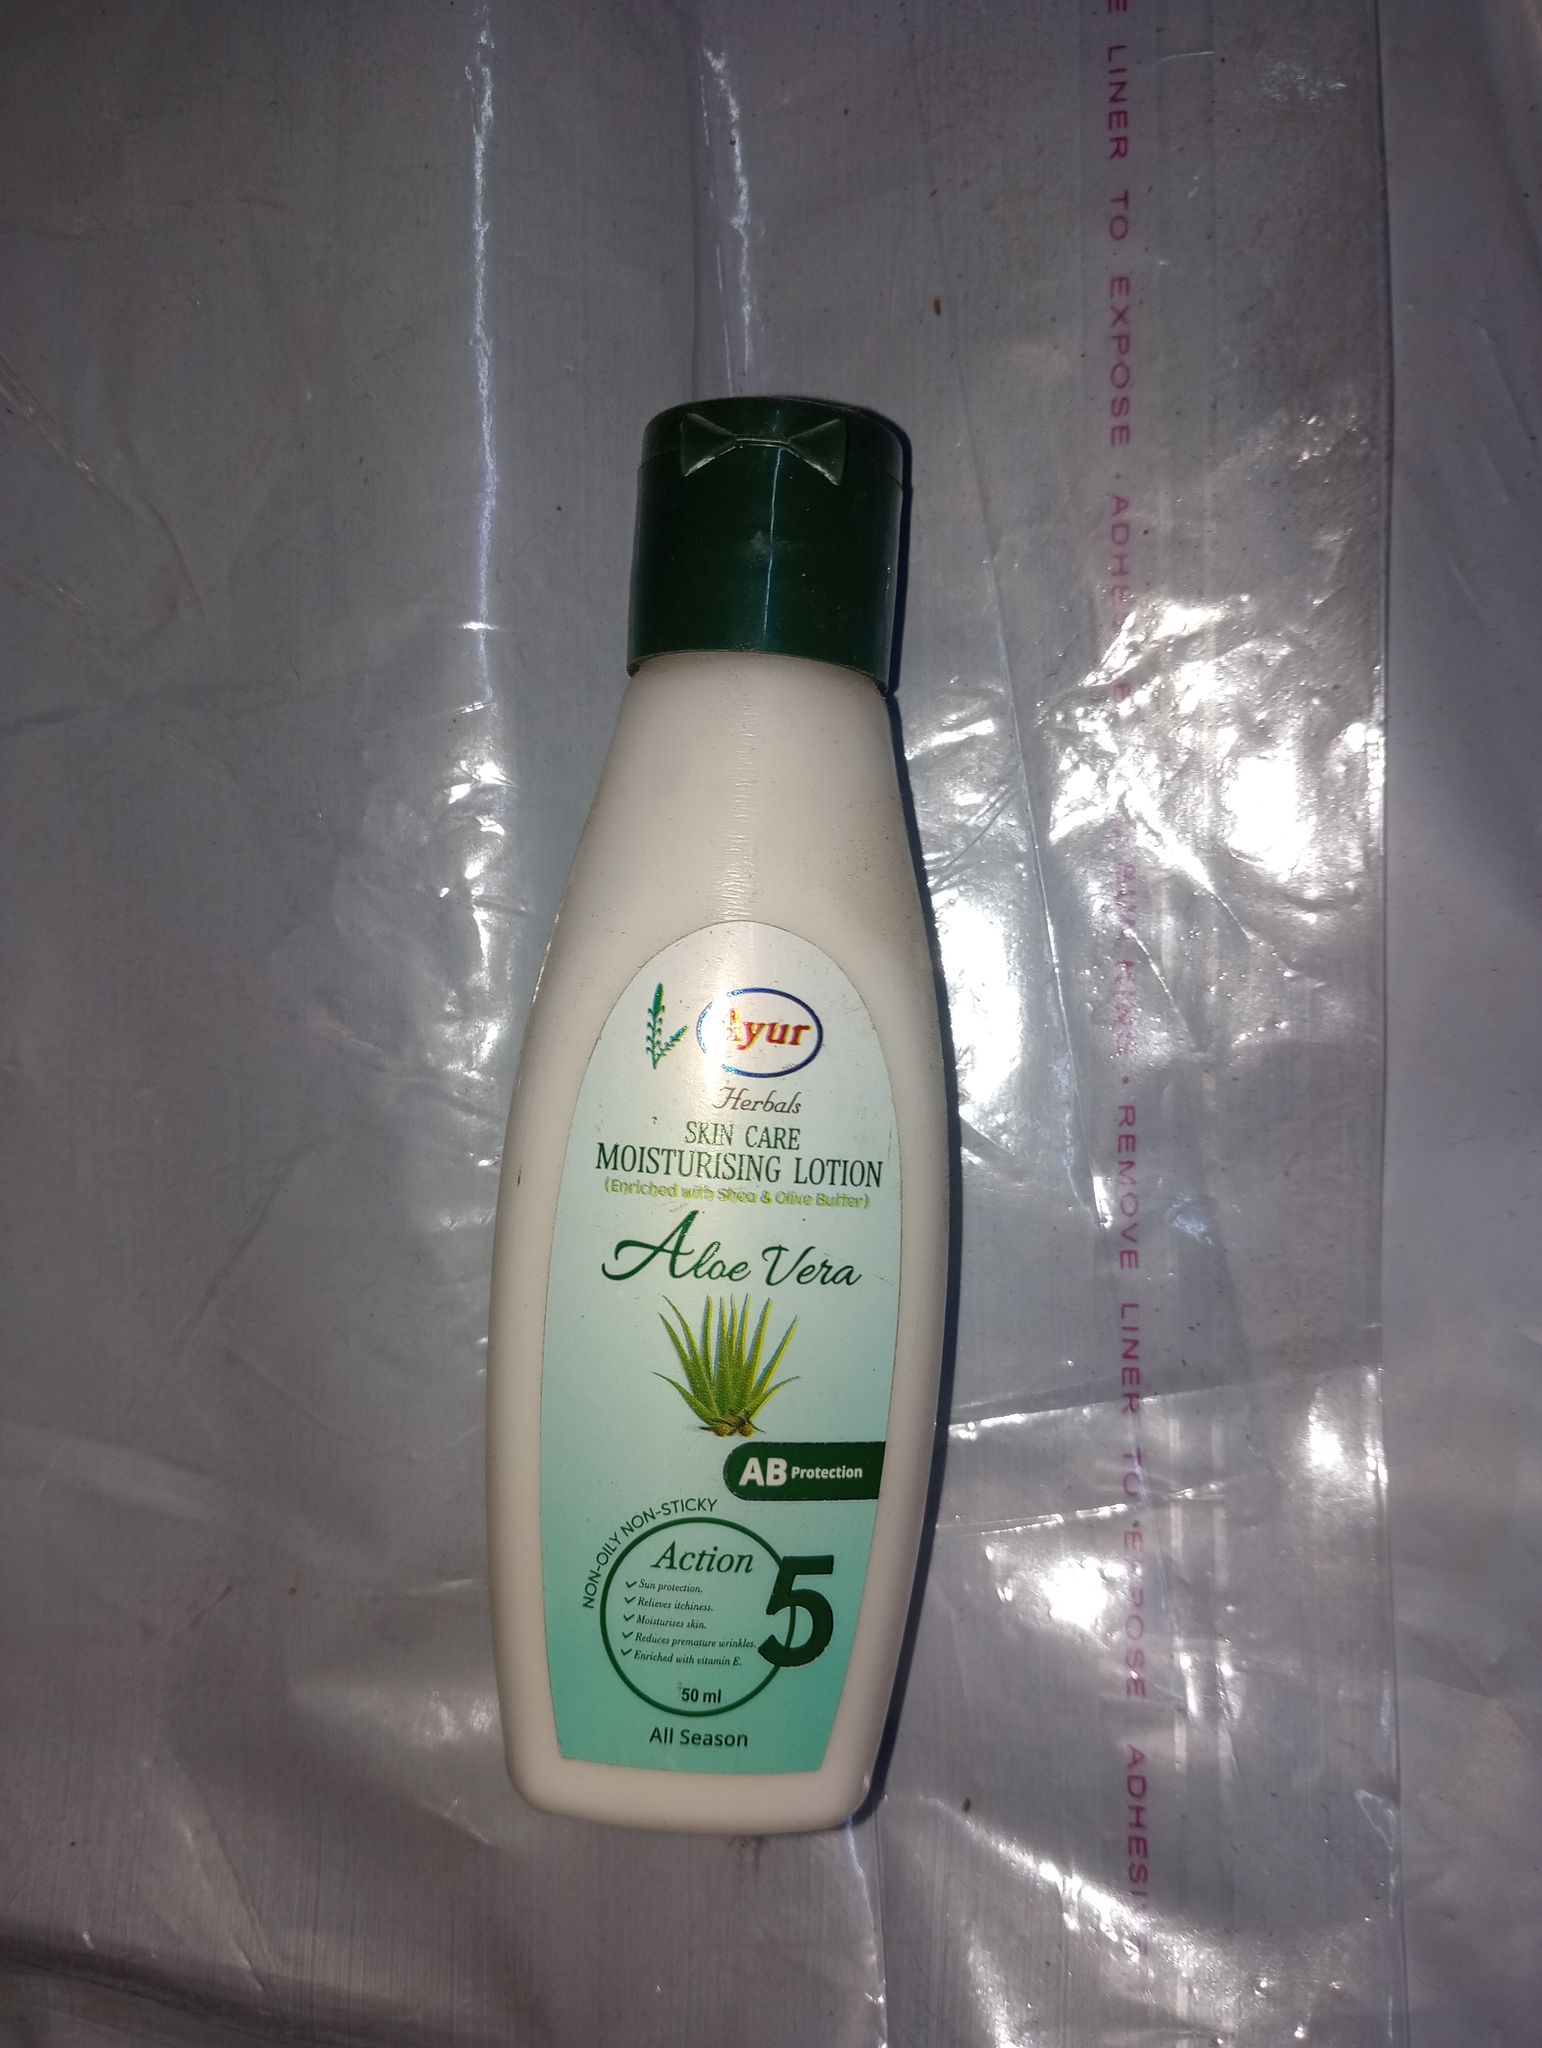 Ayur
Herbals
SKIN CARE
MOISTURISING LOTION
(Enriched with Shea & Olive Butter)
Aloe Vera
AB Protection
NON-OILY NON-STICKY
Action 5
Sun protection.
Relieves itchiness.
Moisturises skin.
Reduces premature wrinkles.
Enriched with vitamin E.
50 ml
All Season
E LINER TO EXPOSE ADHESIVE
REMOVE LINER TO EXPOSE ADHESIVE